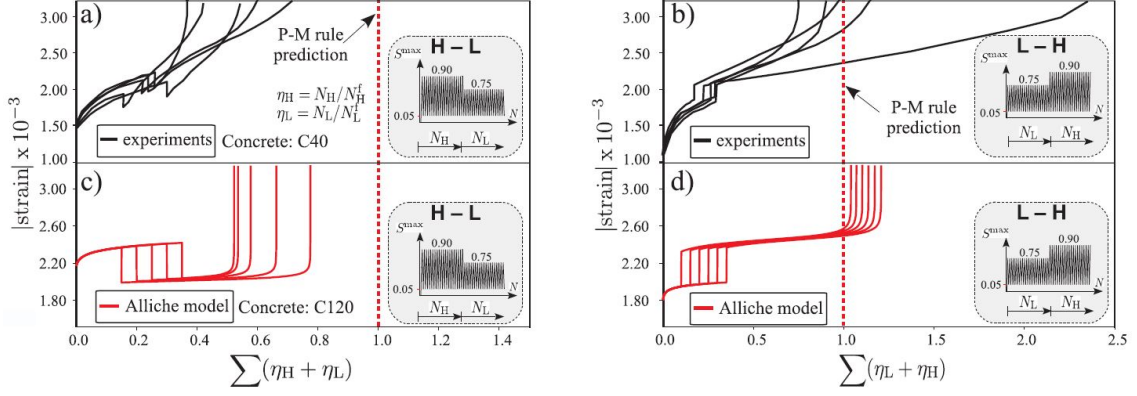 a)
3.00
2.50
2.00
1.50
1.00
|strain| x 10⁻³
P-M rule
prediction
η_H = N_H/N_H^f
η_L = N_L/N_L^f
H – L
S^max
0.90
0.75
0.05
N
N_H
N_L
experiments
Concrete: C40
b)
3.00
2.50
2.00
1.50
1.00
|strain| x 10⁻³
P-M rule
prediction
L – H
S^max
0.75
0.90
0.05
N
N_L
N_H
experiments
c)
3.00
2.60
2.20
1.80
H – L
S^max
0.90
0.75
0.05
N
N_H
N_L
Alliche model
Concrete: C120
0.0
0.2
0.4
0.6
0.8
1.0
1.2
1.4
∑(η_H + η_L)
d)
3.00
2.60
2.20
1.80
L – H
S^max
0.75
0.90
0.05
N
N_L
N_H
Alliche model
0.0
0.5
1.0
1.5
2.0
2.5
∑(η_L + η_H)